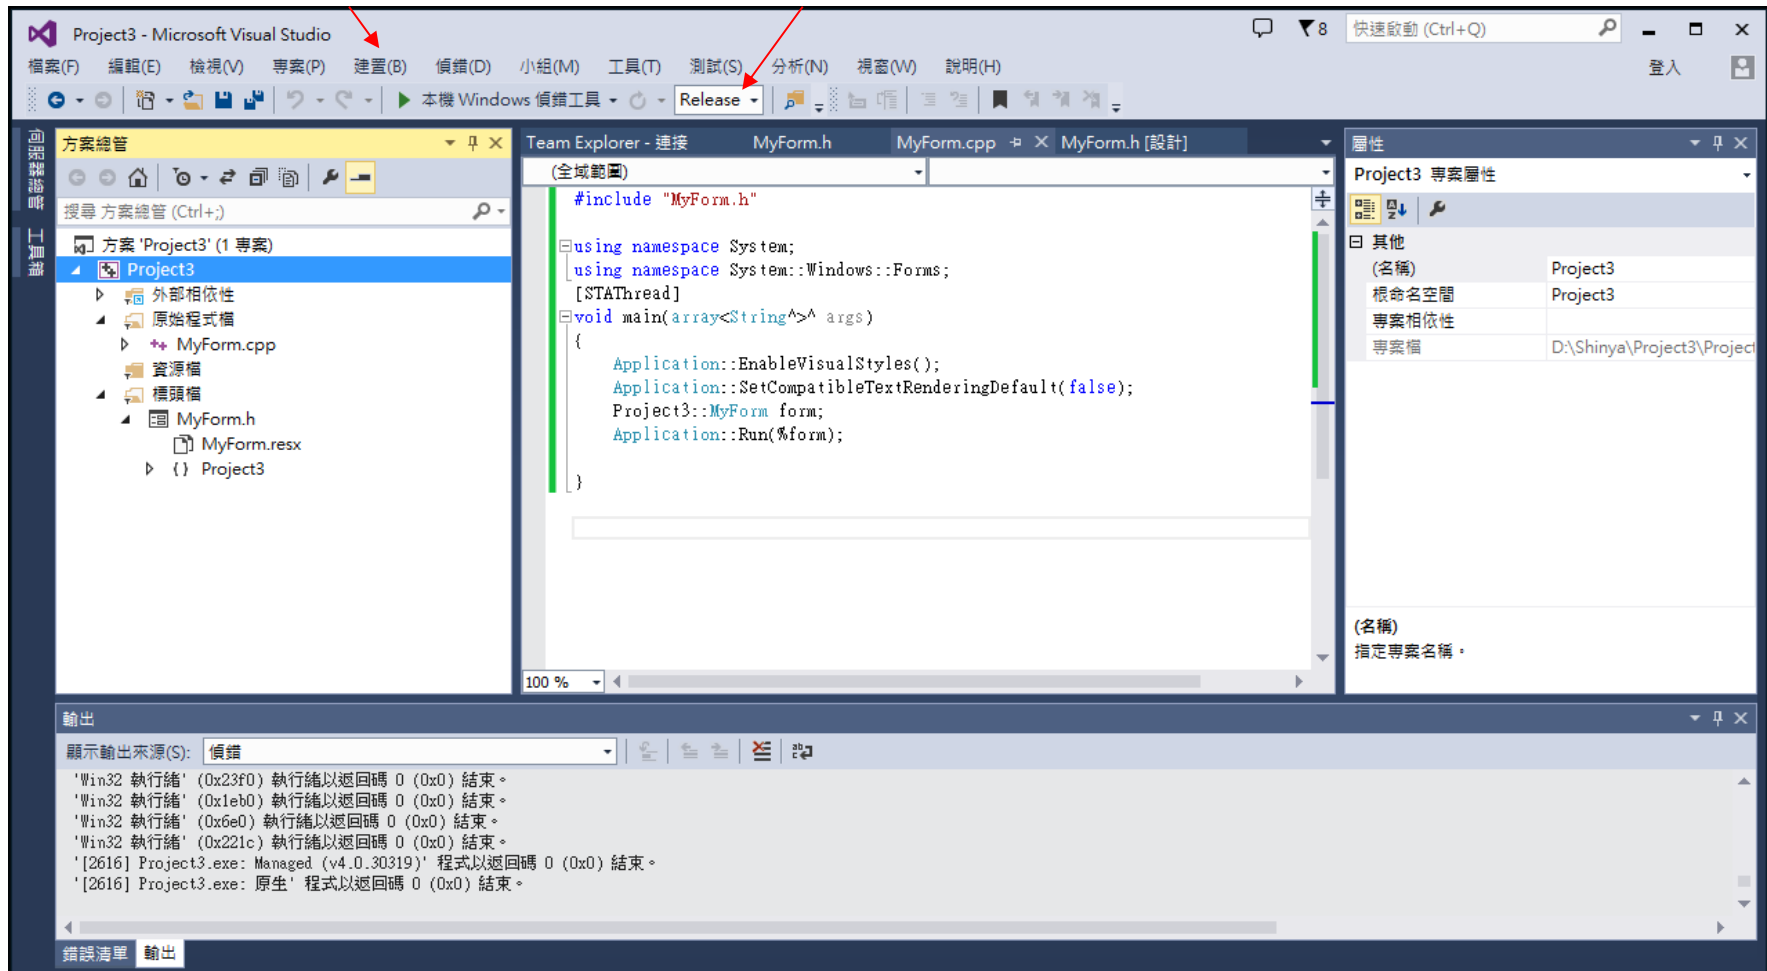 Project3 - Microsoft Visual Studio
8
快速啟動 (Ctrl+Q)
檔案(F) 編輯(E) 檢視(V) 專案(P) 建置(B) 偵錯(D) 小組(M) 工具(T) 測試(S) 分析(N) 視窗(W) 說明(H)
登入
本機 Windows 偵錯工具
Release
伺服器總管
工具箱
方案總管
搜尋 方案總管 (Ctrl+;)
方案 'Project3' (1 專案)
Project3
外部相依性
原始程式檔
MyForm.cpp
資源檔
標頭檔
MyForm.h
MyForm.resx
{ } Project3
Team Explorer - 連接 MyForm.h MyForm.cpp MyForm.h [設計]
(全域範圍)
#include "MyForm.h"
using namespace System;
using namespace System::Windows::Forms;
[STAThread]
void main(array<String^>^ args)
{
Application::EnableVisualStyles();
Application::SetCompatibleTextRenderingDefault(false);
Project3::MyForm form;
Application::Run(%form);
}
100 %
屬性
Project3 專案屬性
其他
(名稱) Project3
根命名空間 Project3
專案相依性
專案檔 D:\Shinya\Project3\Project
(名稱)
指定專案名稱。
輸出
顯示輸出來源(S): 偵錯
'Win32 執行緒' (0x23f0) 執行緒以返回碼 0 (0x0) 結束。
'Win32 執行緒' (0x1eb0) 執行緒以返回碼 0 (0x0) 結束。
'Win32 執行緒' (0x6e0) 執行緒以返回碼 0 (0x0) 結束。
'Win32 執行緒' (0x221c) 執行緒以返回碼 0 (0x0) 結束。
'[2616] Project3.exe: Managed (v4.0.30319)' 程式以返回碼 0 (0x0) 結束。
'[2616] Project3.exe: 原生' 程式以返回碼 0 (0x0) 結束。
錯誤清單 輸出